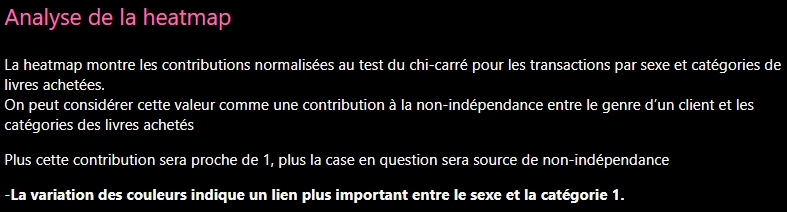 Analyse de la heatmap
La heatmap montre les contributions normalisées au test du chi-carré pour les transactions par sexe et catégories de
livres achetées.
On peut considérer cette valeur comme une contribution à la non-indépendance entre le genre d'un client et les
catégories des livres achetés
Plus cette contribution sera proche de 1, plus la case en question sera source de non-indépendance
-La variation des couleurs indique un lien plus important entre le sexe et la catégorie 1.